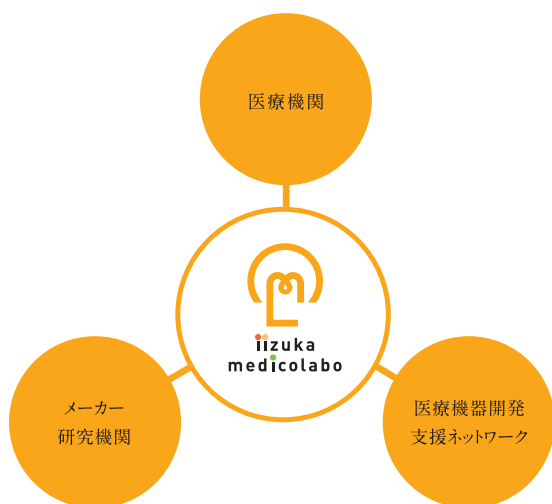 医療機関
iizuka
medicolabo
メーカー
研究機関
医療機器開発
支援ネットワーク